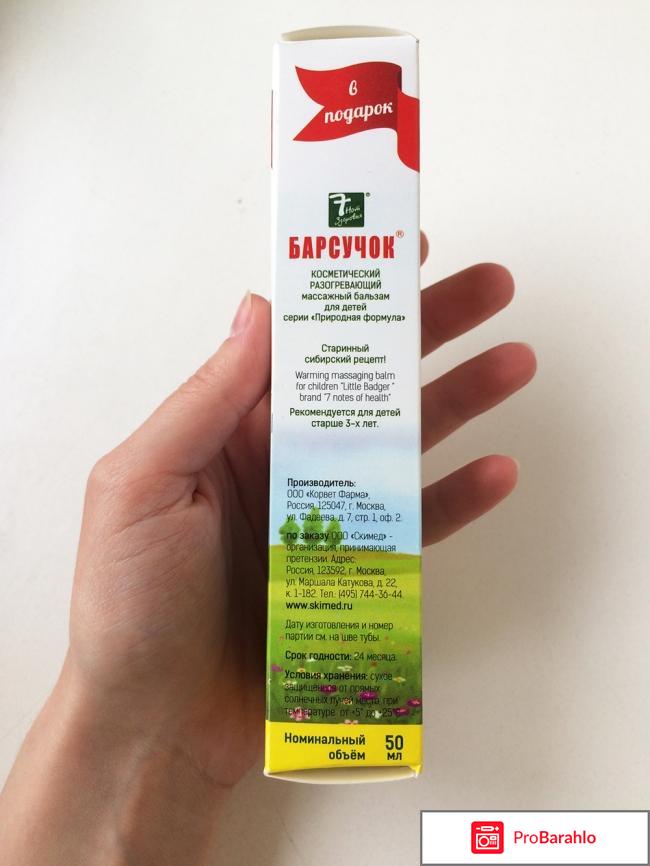 в
подарок
7
Нот
Здоровья
®
БАРСУЧОК®
КОСМЕТИЧЕСКИЙ
РАЗОГРЕВАЮЩИЙ
массажный бальзам
для детей
серии «Природная формула»
Старинный
сибирский рецепт!
Warming massaging balm
for children "Little Badger"
brand "7 notes of health"
Рекомендуется для детей
старше 3-х лет.
Производитель:
ООО «Корвет Фарма»,
Россия, 125047, г. Москва,
ул. Фадеева, д. 7, стр. 1, оф. 2.
по заказу ООО «Скимед» -
организация, принимающая
претензии. Адрес:
Россия, 123592, г. Москва,
ул. Маршала Катукова, д. 22,
к. 1-182. Тел.: (495) 744-36-44.
www.skimed.ru
Дату изготовления и номер
партии см. на шве тубы.
Срок годности: 24 месяца.
Условия хранения: сухое
защищенное от прямых
солнечных лучей место, при
температуре от +5° до +25°С
Номинальный 50
объём мл
ProBarahlo